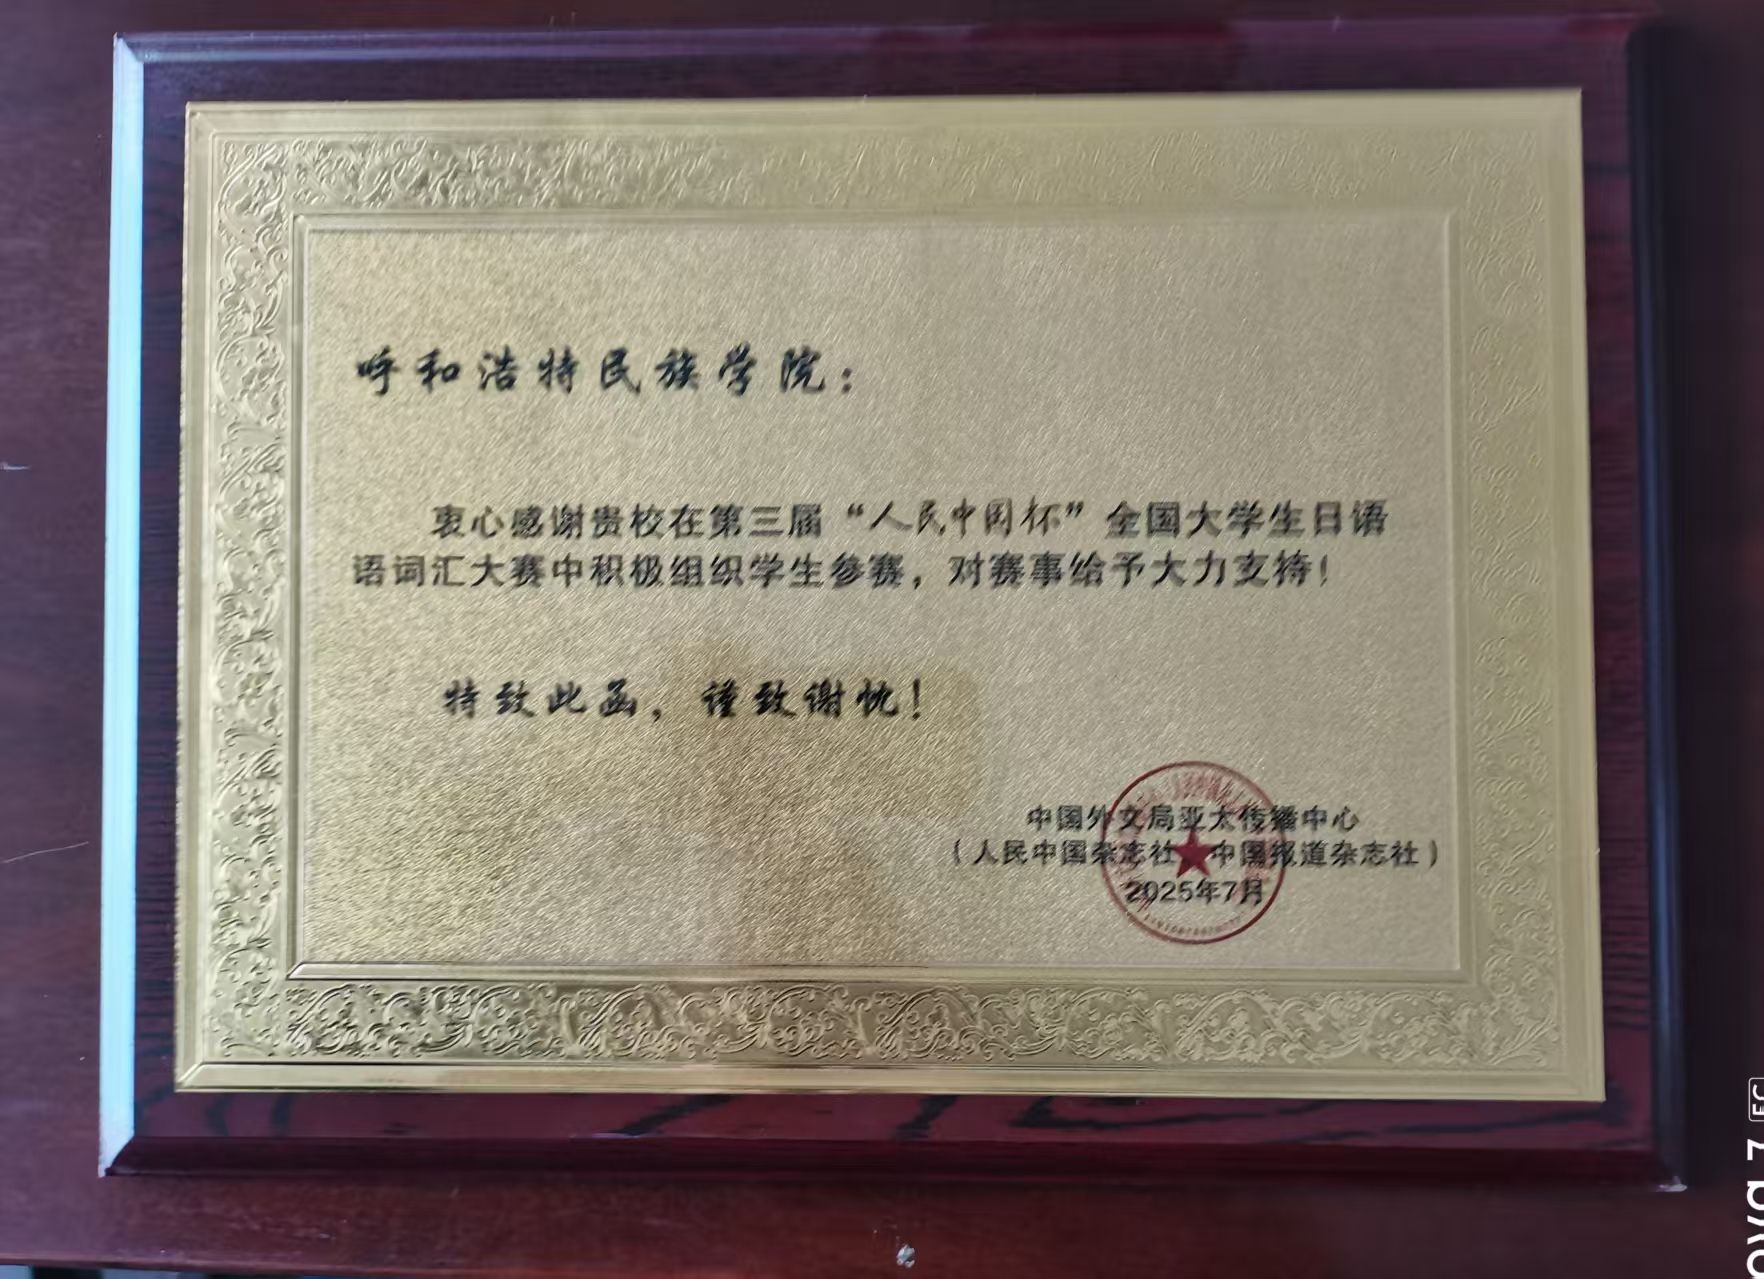 呼和浩特民族学院：
衷心感谢贵校在第三届“人民中国杯”全国大学生日语
语词汇大赛中积极组织学生参赛，对赛事给予大力支持！
特致此函，谨致谢忱！
中国外文局亚太传播中心
（人民中国杂志社 中国报道杂志社）
2025年7月